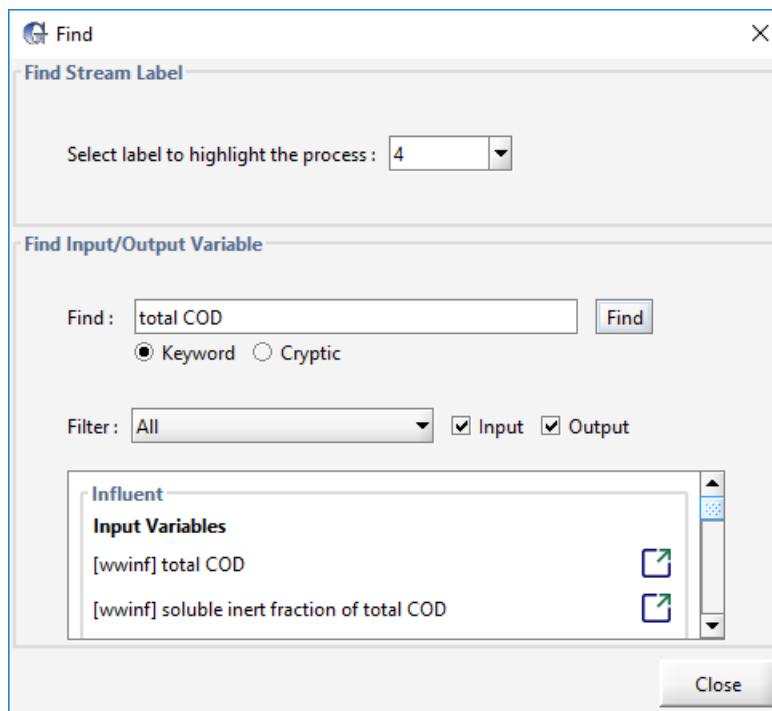 Find
Find Stream Label
Select label to highlight the process : 4
Find Input/Output Variable
Find : total COD Find
Keyword Cryptic
Filter : All Input Output
Influent
Input Variables
[wwinf] total COD
[wwinf] soluble inert fraction of total COD
Close